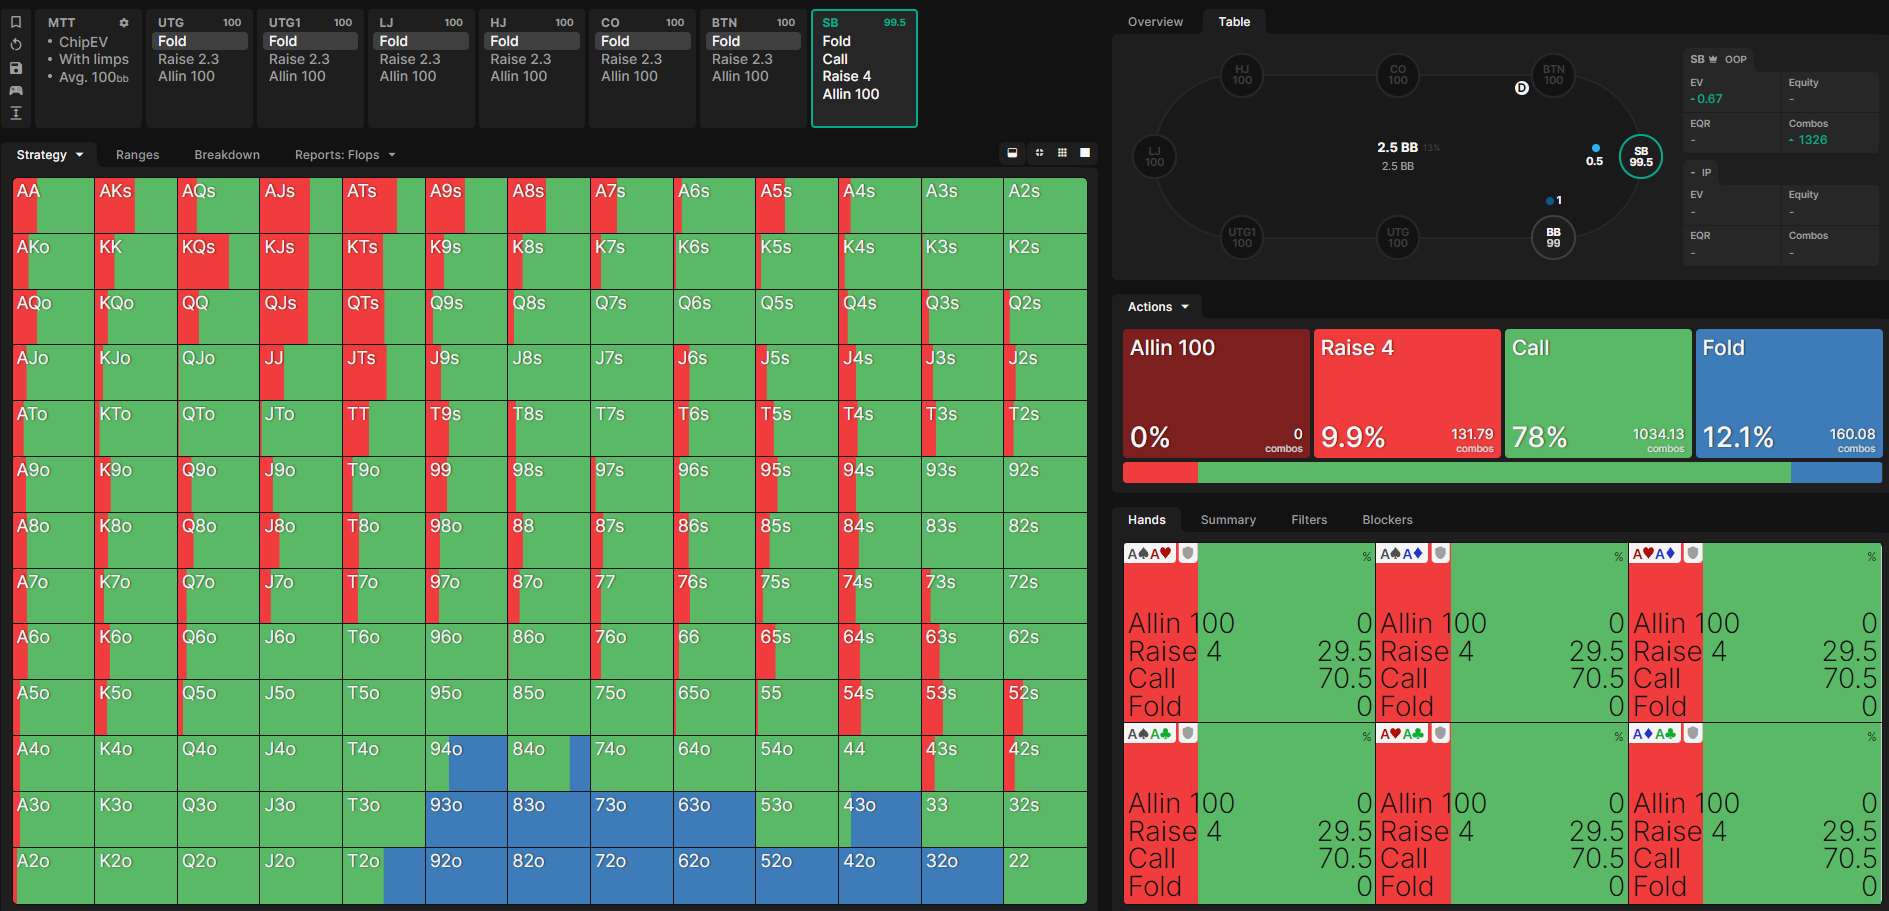 MTT
• ChipEV
• With limps
• Avg. 100bb
UTG 100
Fold
Raise 2.3
Allin 100
UTG1 100
Fold
Raise 2.3
Allin 100
LJ 100
Fold
Raise 2.3
Allin 100
HJ 100
Fold
Raise 2.3
Allin 100
CO 100
Fold
Raise 2.3
Allin 100
BTN 100
Fold
Raise 2.3
Allin 100
SB 99.5
Fold
Call
Raise 4
Allin 100
Strategy Ranges Breakdown Reports: Flops
AA AKs AQs AJs ATs A9s A8s A7s A6s A5s A4s A3s A2s
AKo KK KQs KJs KTs K9s K8s K7s K6s K5s K4s K3s K2s
AQo KQo QQ QJs QTs Q9s Q8s Q7s Q6s Q5s Q4s Q3s Q2s
AJo KJo QJo JJ JTs J9s J8s J7s J6s J5s J4s J3s J2s
ATo KTo QTo JTo TT T9s T8s T7s T6s T5s T4s T3s T2s
A9o K9o Q9o J9o T9o 99 98s 97s 96s 95s 94s 93s 92s
A8o K8o Q8o J8o T8o 98o 88 87s 86s 85s 84s 83s 82s
A7o K7o Q7o J7o T7o 97o 87o 77 76s 75s 74s 73s 72s
A6o K6o Q6o J6o T6o 96o 86o 76o 66 65s 64s 63s 62s
A5o K5o Q5o J5o T5o 95o 85o 75o 65o 55 54s 53s 52s
A4o K4o Q4o J4o T4o 94o 84o 74o 64o 54o 44 43s 42s
A3o K3o Q3o J3o T3o 93o 83o 73o 63o 53o 43o 33 32s
A2o K2o Q2o J2o T2o 92o 82o 72o 62o 52o 42o 32o 22
Overview Table
HJ
100
CO
100
BTN
100
D
LJ
100
2.5 BB 13%
2.5 BB
0.5
SB
99.5
1
UTG1
100
UTG
100
BB
99
SB OOP
EV Equity
0.67 -
EQR Combos
- 1326
- IP
EV Equity
- -
EQR Combos
- -
Actions
Allin 100
0%
0
combos
Raise 4
9.9%
131.79
combos
Call
78%
1034.13
combos
Fold
12.1%
160.08
combos
Hands Summary Filters Blockers
A♠A♥ %
Allin 100 0
Raise 4 29.5
Call 70.5
Fold 0
A♠A♦ %
Allin 100 0
Raise 4 29.5
Call 70.5
Fold 0
A♥A♦ %
Allin 100 0
Raise 4 29.5
Call 70.5
Fold 0
A♠A♣ %
Allin 100 0
Raise 4 29.5
Call 70.5
Fold 0
A♥A♣ %
Allin 100 0
Raise 4 29.5
Call 70.5
Fold 0
A♦A♣ %
Allin 100 0
Raise 4 29.5
Call 70.5
Fold 0